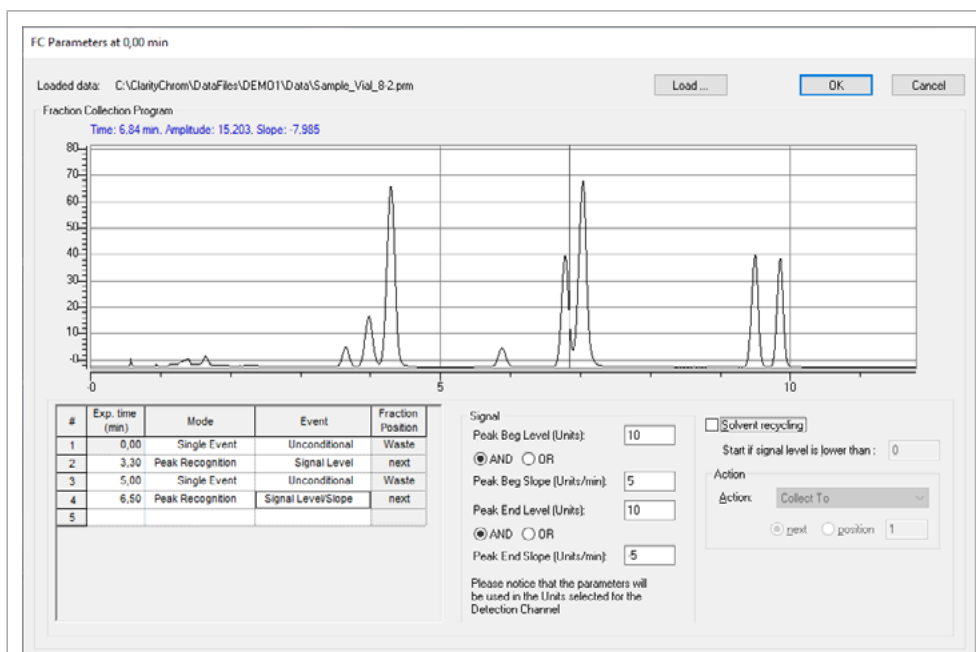 FC Parameters at 0,00 min
Loaded data: C:\ClarityChrom\DataFiles\DEMO1\Data\Sample_Vial_8-2.prm Load ... OK Cancel
Fraction Collection Program
Time: 6.84 min, Amplitude: 15.203, Slope: -7.985
80
70
60
50
40
30
20
10
-0
0 5 10
# Exp. time (min) Mode Event Fraction Position
1 0,00 Single Event Unconditional Waste
2 3,30 Peak Recognition Signal Level next
3 5,00 Single Event Unconditional Waste
4 6,50 Peak Recognition Signal Level/Slope next
5
Signal
Peak Beg Level (Units): 10
AND OR
Peak Beg Slope (Units/min): 5
Peak End Level (Units): 10
AND OR
Peak End Slope (Units/min): -5
Please notice that the parameters will
be used in the Units selected for the
Detection Channel
Solvent recycling
Start if signal level is lower than : 0
Action
Action: Collect To
next position 1